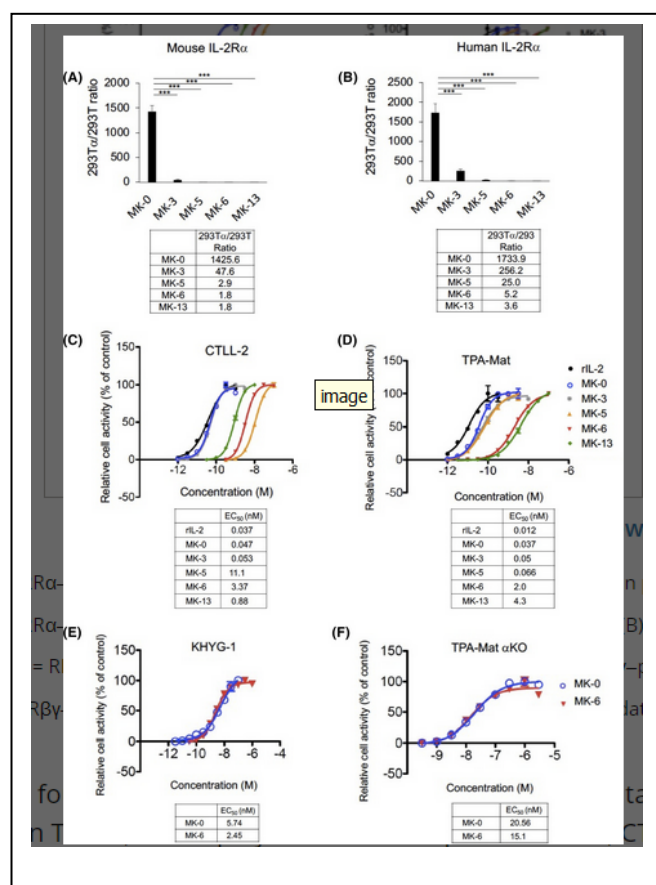 MK-3
Mouse IL-2Rα
Human IL-2Rα
(A)
293Tα/293T ratio
2000
1500
1000
500
0
***
***
***
***
MK-0
MK-3
MK-5
MK-6
MK-13
(B)
293Tα/293T ratio
2500
2000
1500
1000
500
0
***
***
***
***
MK-0
MK-3
MK-5
MK-6
MK-13
293Tα/293T Ratio
MK-0 1425.6
MK-3 47.6
MK-5 2.9
MK-6 1.8
MK-13 1.8
293Tα/293 Ratio
MK-0 1733.9
MK-3 256.2
MK-5 25.0
MK-6 5.2
MK-13 3.6
(C)
CTLL-2
Relative cell activity (% of control)
150
100
50
0
-50
-12 -10 -8 -6
Concentration (M)
(D)
TPA-Mat
Relative cell activity (% of control)
150
100
50
0
-50
-12 -10 -8 -6
Concentration (M)
rIL-2
MK-0
MK-3
MK-5
MK-6
MK-13
image
EC50 (nM)
rIL-2 0.037
MK-0 0.047
MK-3 0.053
MK-5 11.1
MK-6 3.37
MK-13 0.88
EC50 (nM)
rIL-2 0.012
MK-0 0.037
MK-3 0.05
MK-5 0.066
MK-6 2.0
MK-13 4.3
(E)
KHYG-1
Relative cell activity (% of control)
150
100
50
0
-50
-12 -10 -8 -6 -4
Concentration (M)
(F)
TPA-Mat αKO
Relative cell activity (% of control)
150
100
50
0
-50
-9 -8 -7 -6 -5
Concentration (M)
MK-0
MK-6
EC50 (nM)
MK-0 5.74
MK-6 2.45
EC50 (nM)
MK-0 20.56
MK-6 15.1